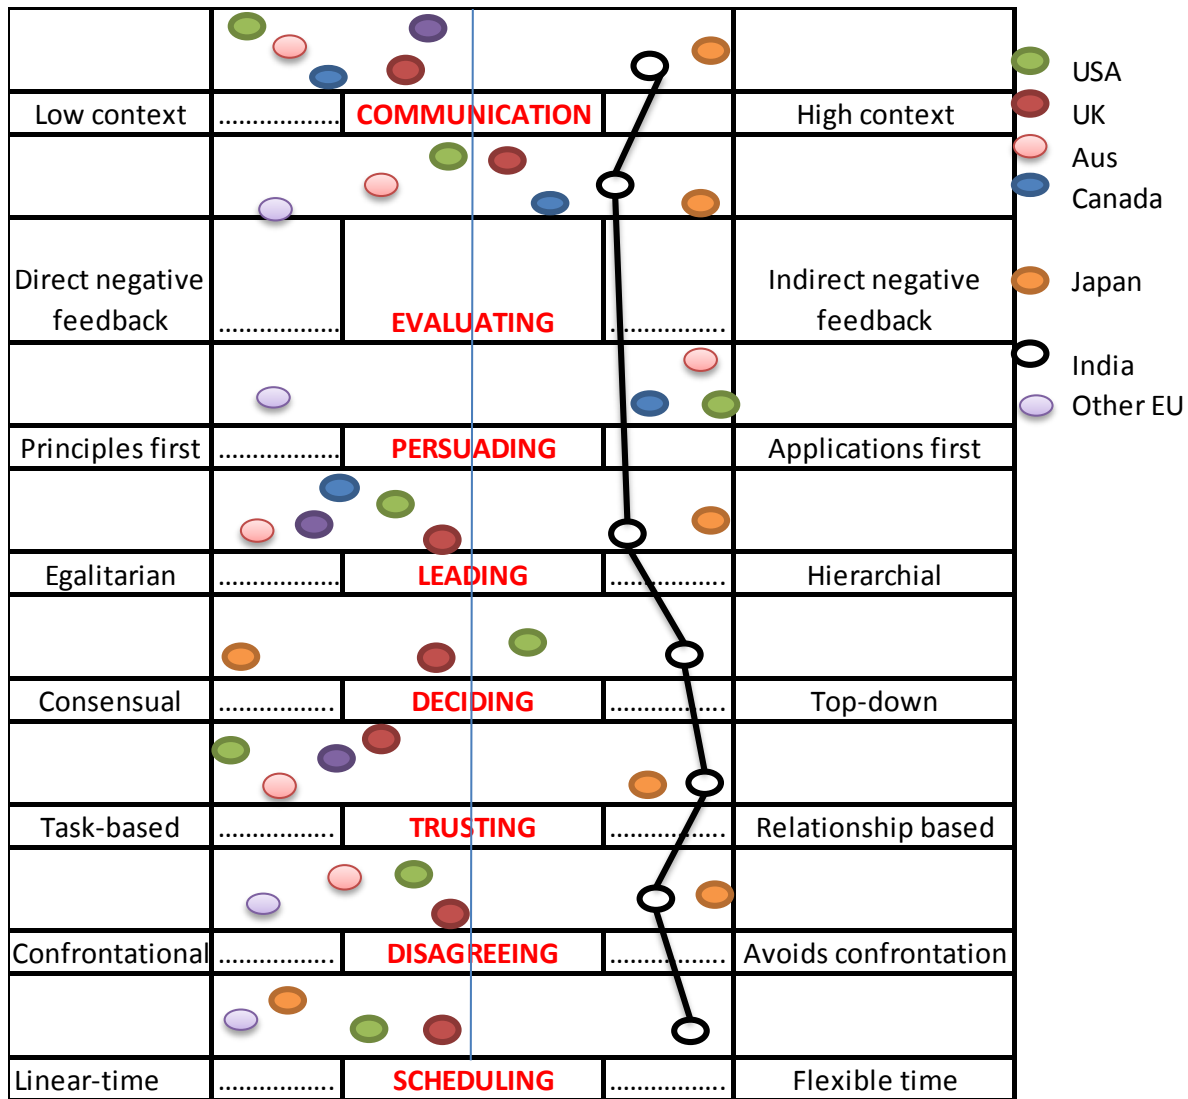 Low context .................. COMMUNICATION High context
Direct negative
feedback .................. EVALUATING ................. Indirect negative
feedback
Principles first .................. PERSUADING Applications first
Egalitarian .................. LEADING ................. Hierarchial
Consensual ................. DECIDING ................. Top-down
Task-based ................. TRUSTING ................. Relationship based
Confrontational ................. DISAGREEING ................. Avoids confrontation
Linear-time ................. SCHEDULING ................. Flexible time
USA
UK
Aus
Canada
Japan
India
Other EU